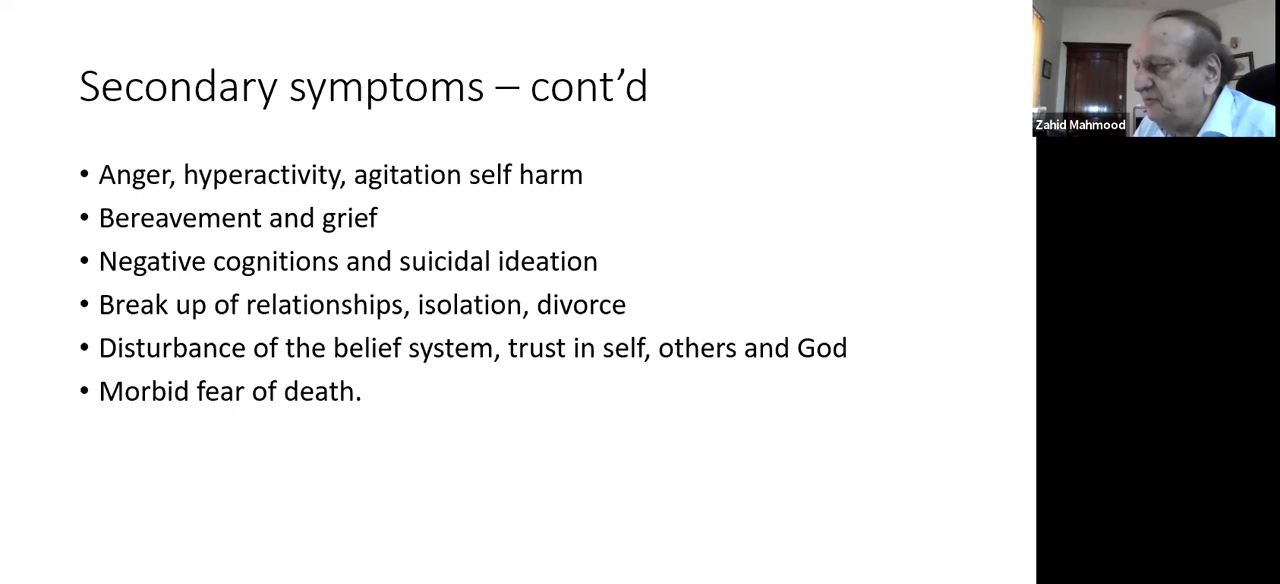 Secondary symptoms – cont’d
• Anger, hyperactivity, agitation self harm
• Bereavement and grief
• Negative cognitions and suicidal ideation
• Break up of relationships, isolation, divorce
• Disturbance of the belief system, trust in self, others and God
• Morbid fear of death.
Zahid Mahmood